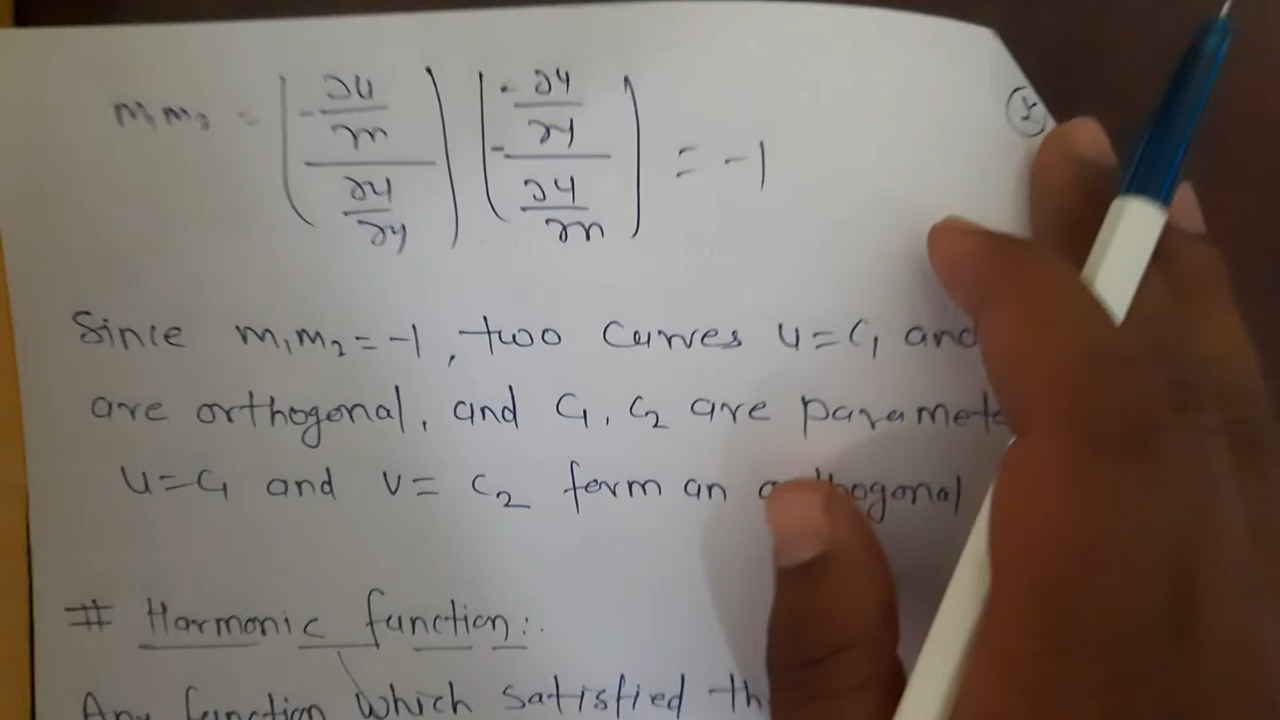 m₁m₂ = (-∂u/∂x / ∂u/∂y) (- -∂u/∂y / ∂u/∂x) = -1
Since m₁m₂ = -1, two curves u=c₁ and
are orthogonal, and c₁, c₂ are paramete
u=c₁ and v= c₂ form an orthogonal
# Harmonic function:.
Any function which satisfied th